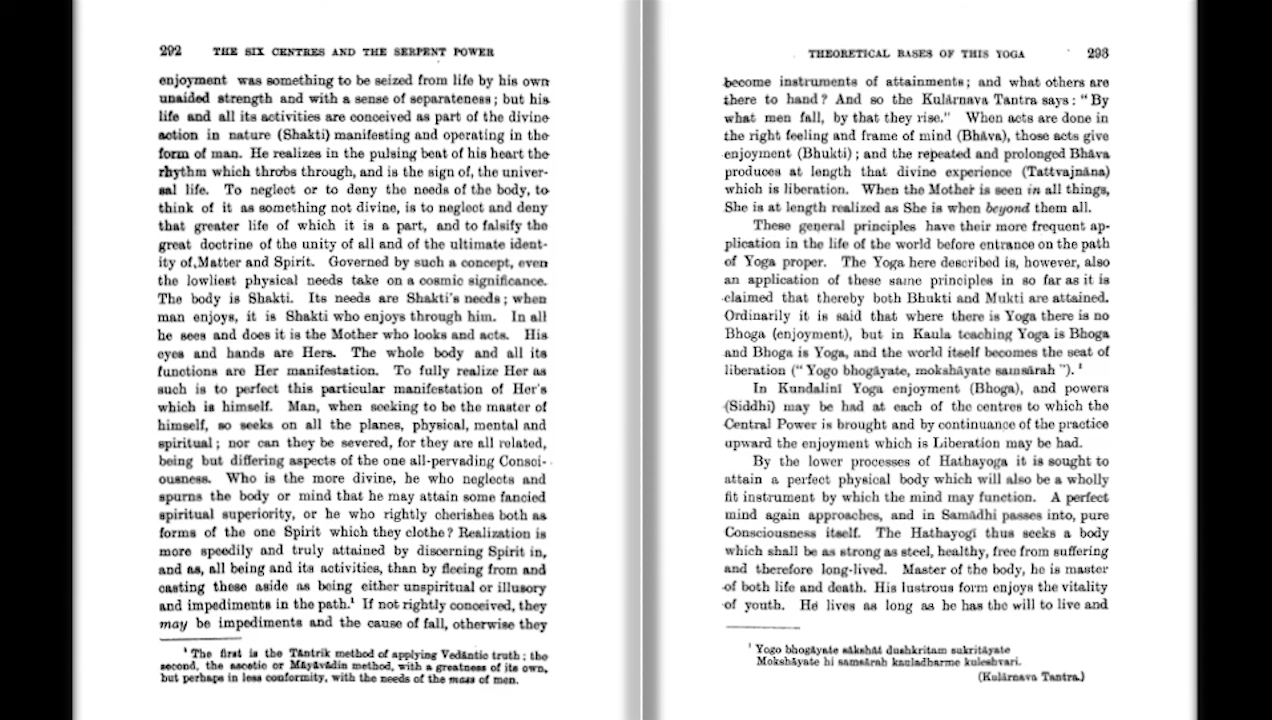 292 THE SIX CENTRES AND THE SERPENT POWER
enjoyment was something to be seized from life by his own
unaided strength and with a sense of separateness; but his
life and all its activities are conceived as part of the divine
action in nature (Shakti) manifesting and operating in the
form of man. He realizes in the pulsing beat of his heart the
rhythm which throbs through, and is the sign of, the univer-
sal life. To neglect or to deny the needs of the body, to
think of it as something not divine, is to neglect and deny
that greater life of which it is a part, and to falsify the
great doctrine of the unity of all and of the ultimate ident-
ity of Matter and Spirit. Governed by such a concept, even
the lowliest physical needs take on a cosmic significance.
The body is Shakti. Its needs are Shakti's needs; when
man enjoys, it is Shakti who enjoys through him. In all
he sees and does it is the Mother who looks and acts. His
eyes and hands are Hers. The whole body and all its
functions are Her manifestation. To fully realize Her as
such is to perfect this particular manifestation of Her's
which is himself. Man, when seeking to be the master of
himself, so seeks on all the planes, physical, mental and
spiritual; nor can they be severed, for they are all related,
being but differing aspects of the one all-pervading Consci-
ousness. Who is the more divine, he who neglects and
spurns the body or mind that he may attain some fancied
spiritual superiority, or he who rightly cherishes both as
forms of the one Spirit which they clothe? Realization is
more speedily and truly attained by discerning Spirit in,
and as, all being and its activities, than by fleeing from and
casting these aside as being either unspiritual or illusory
and impediments in the path.¹ If not rightly conceived, they
may be impediments and the cause of fall, otherwise they
¹ The first is the Tāntrik method of applying Vedāntic truth; the
second, the ascetic or Māyāvādin method, with a greatness of its own,
but perhaps in less conformity, with the needs of the mass of men.
THEORETICAL BASES OF THIS YOGA 293
become instruments of attainments; and what others are
there to hand? And so the Kulārnava Tantra says: "By
what men fall, by that they rise." When acts are done in
the right feeling and frame of mind (Bhāva), those acts give
enjoyment (Bhukti); and the repeated and prolonged Bhāva
produces at length that divine experience (Tattvajnāna)
which is liberation. When the Mother is seen in all things,
She is at length realized as She is when beyond them all.
These general principles have their more frequent ap-
plication in the life of the world before entrance on the path
of Yoga proper. The Yoga here described is, however, also
an application of these same principles in so far as it is
claimed that thereby both Bhukti and Mukti are attained.
Ordinarily it is said that where there is Yoga there is no
Bhoga (enjoyment), but in Kaula teaching Yoga is Bhoga
and Bhoga is Yoga, and the world itself becomes the seat of
liberation ("Yogo bhogāyate, mokshāyate samsārah").¹
In Kundalinī Yoga enjoyment (Bhoga), and powers
(Siddhi) may be had at each of the centres to which the
Central Power is brought and by continuance of the practice
upward the enjoyment which is Liberation may be had.
By the lower processes of Hathayoga it is sought to
attain a perfect physical body which will also be a wholly
fit instrument by which the mind may function. A perfect
mind again approaches, and in Samādhi passes into, pure
Consciousness itself. The Hathayogī thus seeks a body
which shall be as strong as steel, healthy, free from suffering
and therefore long-lived. Master of the body, he is master
of both life and death. His lustrous form enjoys the vitality
of youth. He lives as long as he has the will to live and
¹ Yogo bhogāyate sākshāt dushkritam sukritāyate
Mokshāyate hi samsārah kauladharme kuleshvari.
(Kulārnava Tantra.)